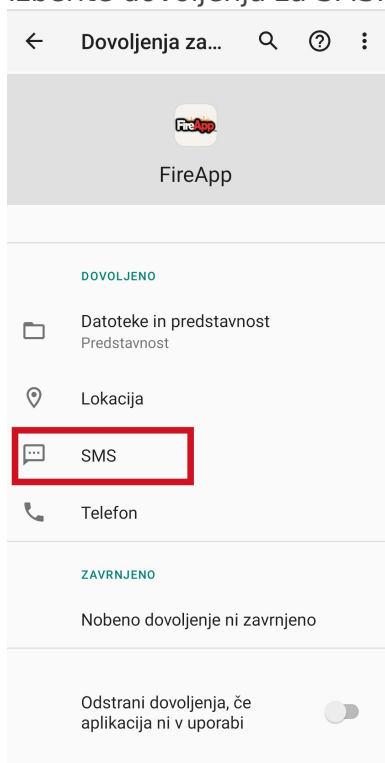 Dovoljenja za...
FireApp
FireApp
DOVOLJENO
Datoteke in predstavnost
Predstavnost
Lokacija
SMS
Telefon
ZAVRNJENO
Nobeno dovoljenje ni zavrnjeno
Odstrani dovoljenja, če
aplikacija ni v uporabi